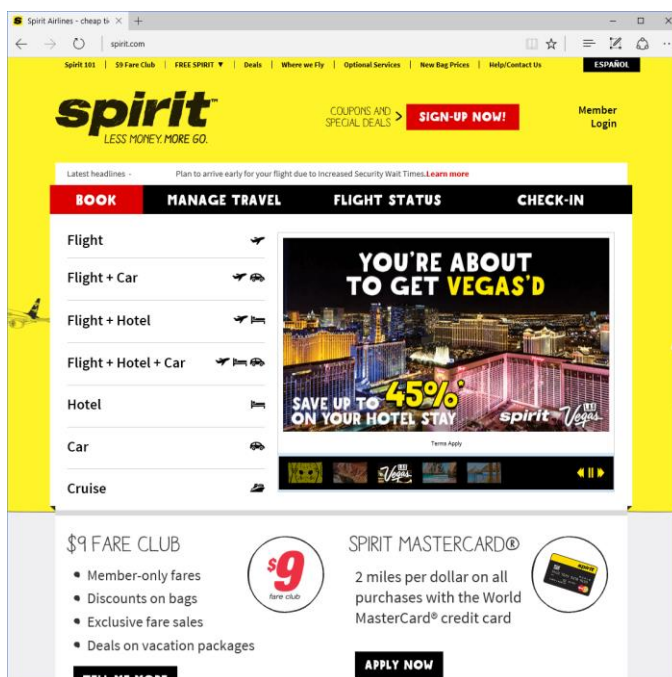 Spirit Airlines - cheap ti
spirit.com
Spirit 101 | $9 Fare Club | FREE SPIRIT ▼ | Deals | Where we Fly | Optional Services | New Bag Prices | Help/Contact Us
ESPAÑOL
spirit™
LESS MONEY. MORE GO.
COUPONS AND
SPECIAL DEALS >
SIGN-UP NOW!
Member
Login
Latest headlines - Plan to arrive early for your flight due to Increased Security Wait Times.Learn more
BOOK MANAGE TRAVEL FLIGHT STATUS CHECK-IN
Flight
Flight + Car
Flight + Hotel
Flight + Hotel + Car
Hotel
Car
Cruise
YOU'RE ABOUT
TO GET VEGAS'D
SAVE UP TO 45%*
ON YOUR HOTEL STAY
spirit Vegas
Terms Apply
Vegas
$9 FARE CLUB
• Member-only fares
• Discounts on bags
• Exclusive fare sales
• Deals on vacation packages
TELL ME MORE
$9
fare club
SPIRIT MASTERCARD®
2 miles per dollar on all
purchases with the World
MasterCard® credit card
APPLY NOW
spirit